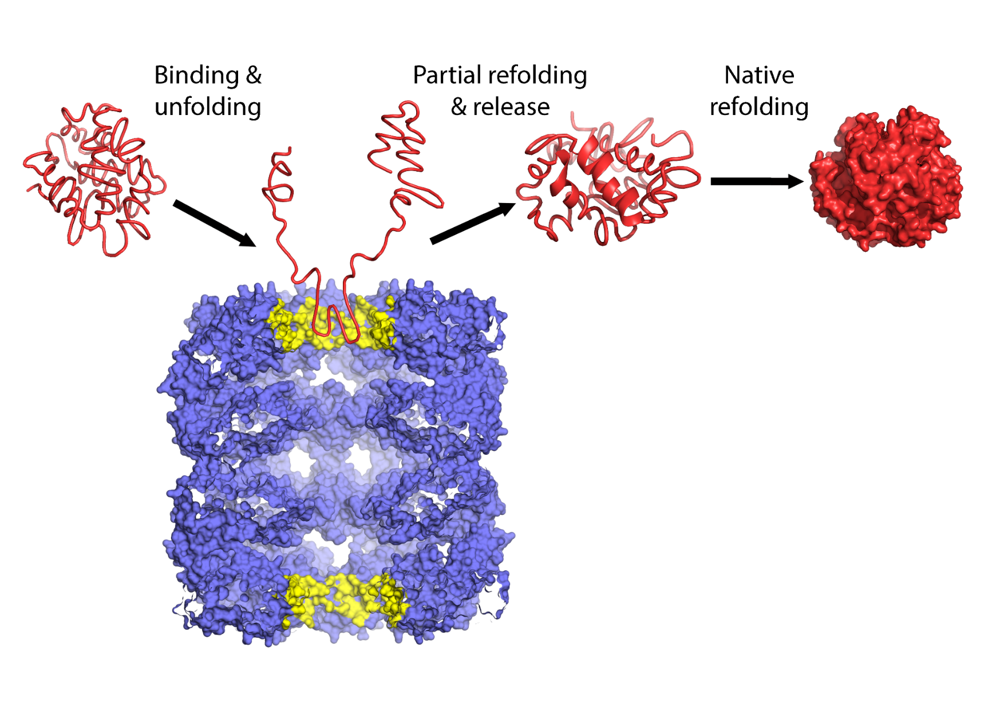 Binding &
unfolding
Partial refolding
& release
Native
refolding